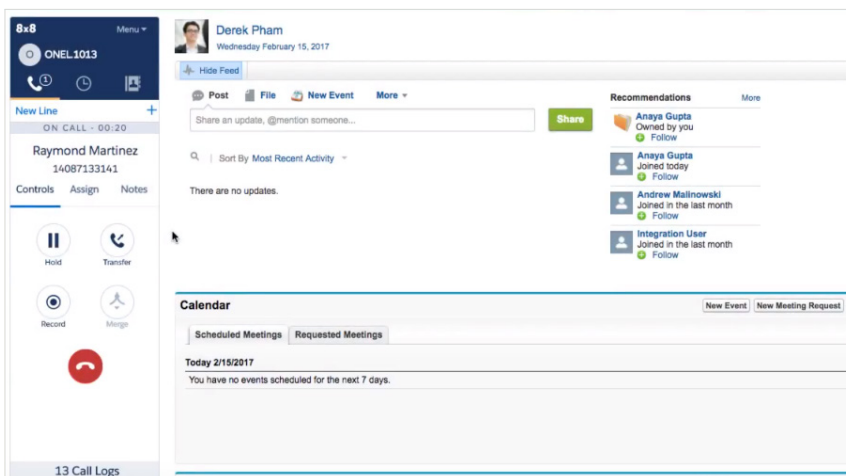 8x8
Menu
O ONEL1013
1
New Line +
ON CALL - 00:20
Raymond Martinez
14087133141
Controls Assign Notes
Hold Transfer
Record Merge
13 Call Logs
Derek Pham
Wednesday February 15, 2017
Hide Feed
Post File New Event More
Share an update, @mention someone...
Share
Sort By Most Recent Activity
There are no updates.
Recommendations More
Anaya Gupta
Owned by you
Follow
Anaya Gupta
Joined today
Follow
Andrew Malinowski
Joined in the last month
Follow
Integration User
Joined in the last month
Follow
Calendar
New Event New Meeting Request
Scheduled Meetings Requested Meetings
Today 2/15/2017
You have no events scheduled for the next 7 days.